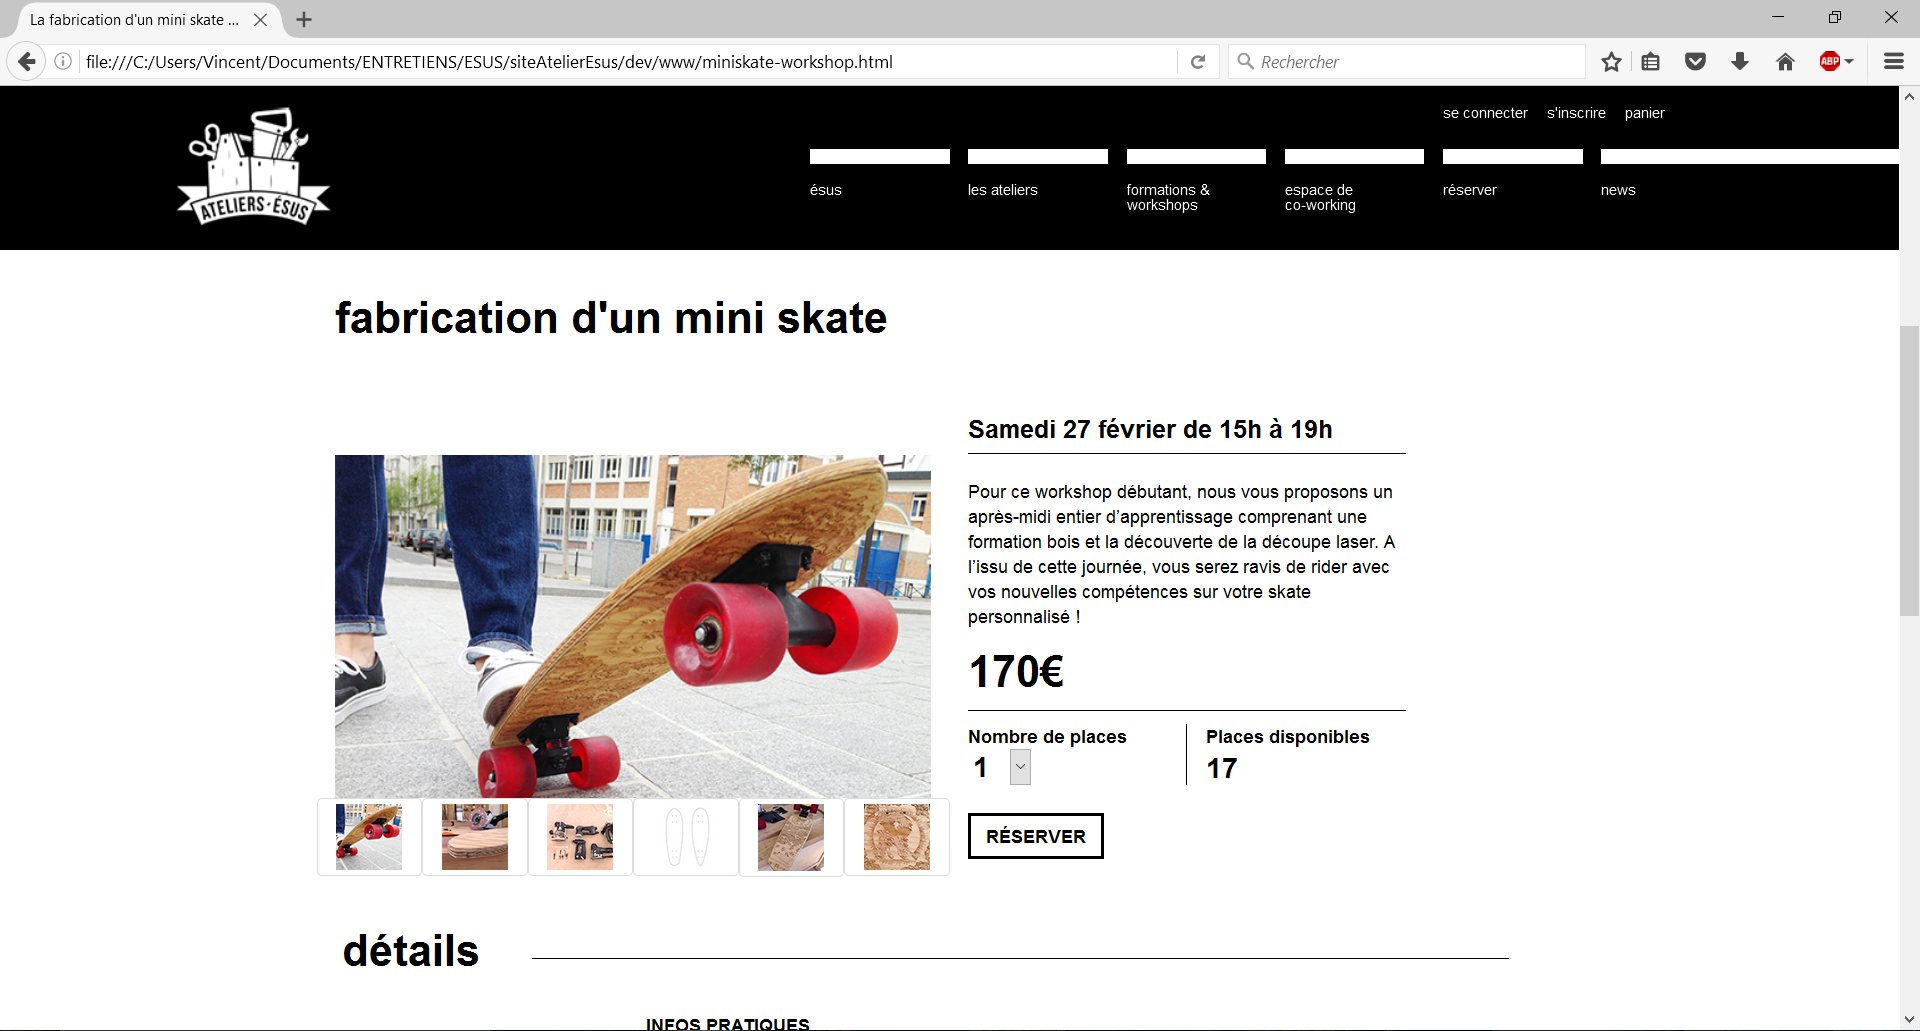 La fabrication d'un mini skate ...
file:///C:/Users/Vincent/Documents/ENTRETIENS/ESUS/siteAtelierEsus/dev/www/miniskate-workshop.html
Rechercher
ABP
se connecter s'inscrire panier
ATELIERS-ÉSUS
ésus
les ateliers
formations &
workshops
espace de
co-working
réserver
news
fabrication d'un mini skate
Samedi 27 février de 15h à 19h
Pour ce workshop débutant, nous vous proposons un
après-midi entier d’apprentissage comprenant une
formation bois et la découverte de la découpe laser. A
l’issu de cette journée, vous serez ravis de rider avec
vos nouvelles compétences sur votre skate
personnalisé !
170€
Nombre de places
1
Places disponibles
17
RÉSERVER
détails
INFOS PRATIQUES